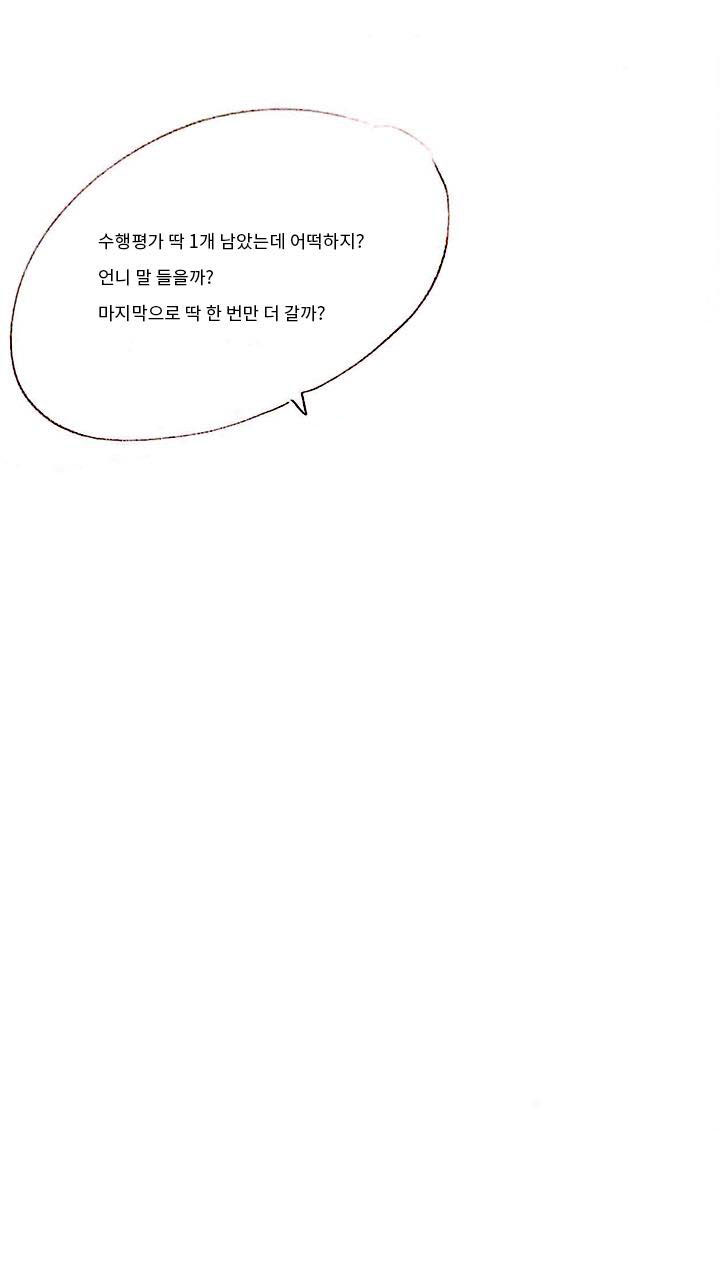 수행평가 딱 1개 남았는데 어떡하지?
언니 말 들을까?
마지막으로 딱 한 번만 더 갈까?